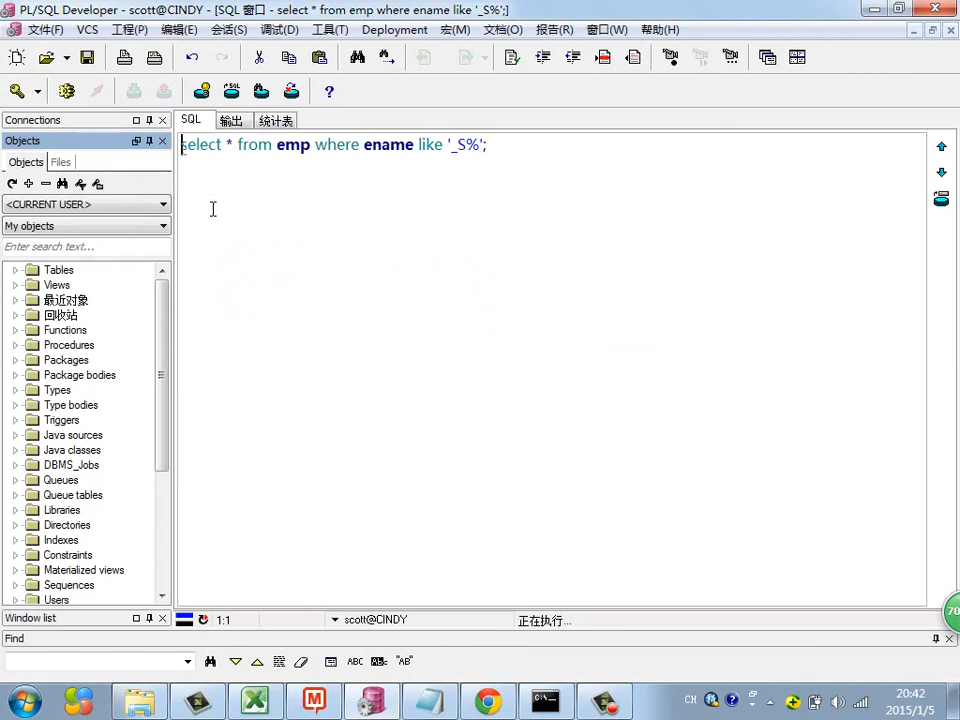 PL/SQL Developer - scott@CINDY - [SQL 窗口 - select * from emp where ename like '_S%';]
文件(F) VCS 工程(P) 编辑(E) 会话(S) 调试(D) 工具(T) Deployment 宏(M) 文档(O) 报告(R) 窗口(W) 帮助(H)
SQL
?
Connections
SQL 输出 统计表
Objects
select * from emp where ename like '_S%';
Objects Files
<CURRENT USER>
My objects
Enter search text...
Tables
Views
最近对象
回收站
Functions
Procedures
Packages
Package bodies
Types
Type bodies
Triggers
Java sources
Java classes
DBMS_Jobs
Queues
Queue tables
Libraries
Directories
Indexes
Constraints
Materialized views
Sequences
Users
70
Window list
1:1 scott@CINDY 正在执行...
Find
ABC ABc "AB"
CH
20:42
2015/1/5